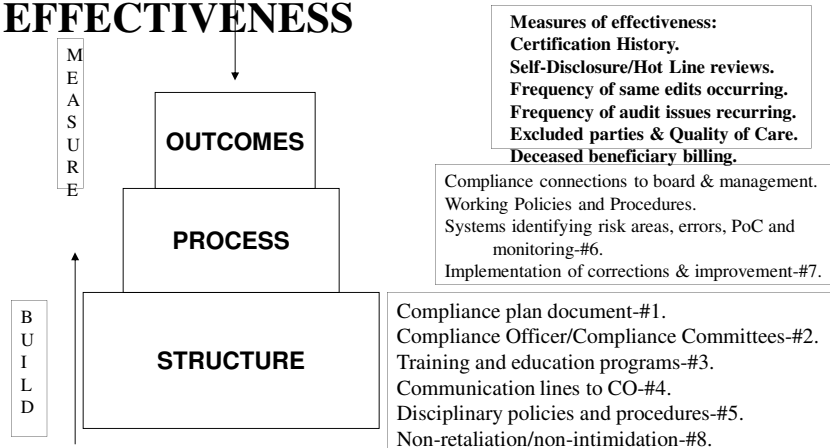 EFFECTIVENESS
M
E
A
S
U
R
E
OUTCOMES
Measures of effectiveness:
Certification History.
Self-Disclosure/Hot Line reviews.
Frequency of same edits occurring.
Frequency of audit issues recurring.
Excluded parties & Quality of Care.
Deceased beneficiary billing.
PROCESS
Compliance connections to board & management.
Working Policies and Procedures.
Systems identifying risk areas, errors, PoC and
monitoring-#6.
Implementation of corrections & improvement-#7.
B
U
I
L
D
STRUCTURE
Compliance plan document-#1.
Compliance Officer/Compliance Committees-#2.
Training and education programs-#3.
Communication lines to CO-#4.
Disciplinary policies and procedures-#5.
Non-retaliation/non-intimidation-#8.